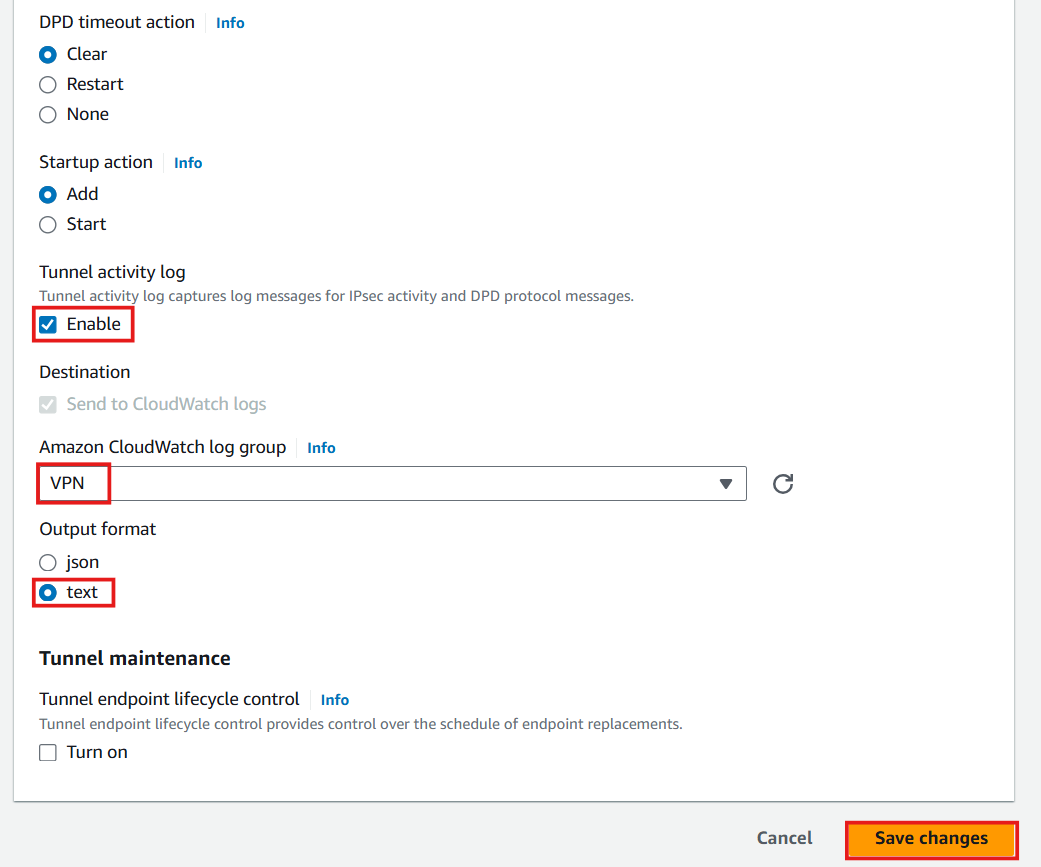 DPD timeout action Info
Clear
Restart
None
Startup action Info
Add
Start
Tunnel activity log
Tunnel activity log captures log messages for IPsec activity and DPD protocol messages.
Enable
Destination
Send to CloudWatch logs
Amazon CloudWatch log group Info
VPN
Output format
json
text
Tunnel maintenance
Tunnel endpoint lifecycle control Info
Tunnel endpoint lifecycle control provides control over the schedule of endpoint replacements.
Turn on
Cancel Save changes